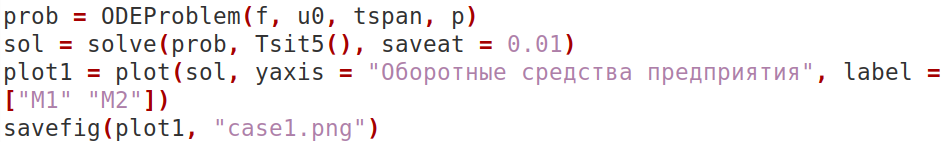 prob = ODEProblem(f, u0, tspan, p)
sol = solve(prob, Tsit5(), saveat = 0.01)
plot1 = plot(sol, yaxis = "Оборотные средства предприятия", label =
["M1" "M2"])
savefig(plot1, "case1.png")